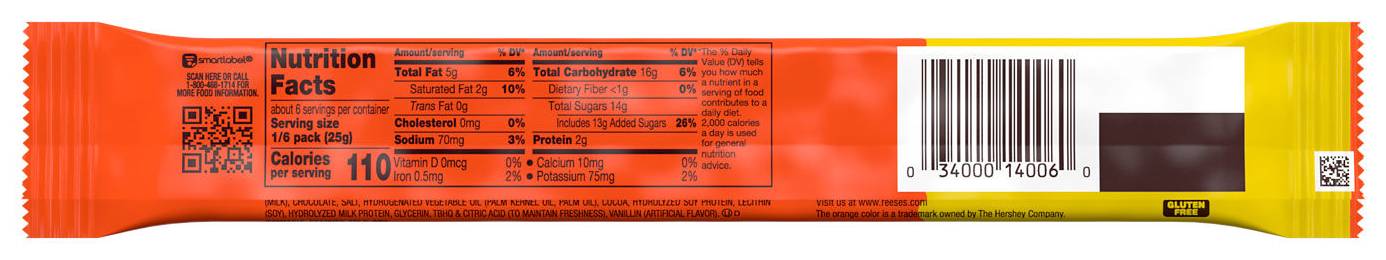 smartlabel®
SCAN HERE OR CALL
1-800-468-1714 FOR
MORE FOOD INFORMATION.
Nutrition
Facts
about 6 servings per container
Serving size
1/6 pack (25g)
Calories
per serving 110
Amount/serving % DV*
Total Fat 5g 6%
Saturated Fat 2g 10%
Trans Fat 0g
Cholesterol 0mg 0%
Sodium 70mg 3%
Amount/serving % DV*
Total Carbohydrate 16g 6%
Dietary Fiber <1g 0%
Total Sugars 14g
Includes 13g Added Sugars 26%
Protein 2g
Vitamin D 0mcg 0% • Calcium 10mg 0%
Iron 0.5mg 2% • Potassium 75mg 2%
*The % Daily
Value (DV) tells
you how much
a nutrient in a
serving of food
contributes to a
daily diet.
2,000 calories
a day is used
for general
nutrition
advice.
(MILK), CHOCOLATE, SALT, HYDROGENATED VEGETABLE OIL (PALM KERNEL OIL, PALM OIL), COCOA, HYDROLYZED SOY PROTEIN, LECITHIN
(SOY), HYDROLYZED MILK PROTEIN, GLYCERIN, TBHQ & CITRIC ACID (TO MAINTAIN FRESHNESS), VANILLIN (ARTIFICIAL FLAVOR). Ⓤ D
Visit us at www.reeses.com
The orange color is a trademark owned by The Hershey Company.
0 34000 14006 0
GLUTEN
FREE